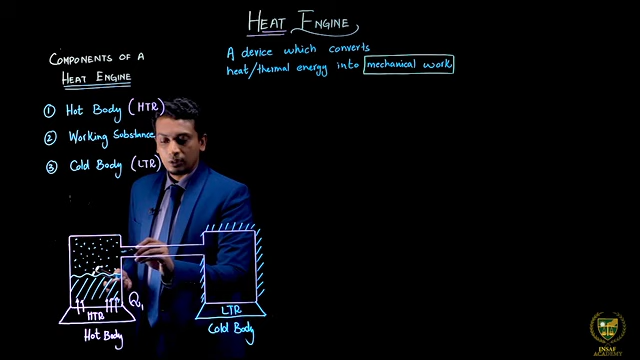 HEAT ENGINE
A device which converts
heat/thermal energy into mechanical work
COMPONENTS OF A
HEAT ENGINE
① Hot Body (HTR)
② Working Substance
③ Cold Body (LTR)
Q₁
HTR
Hot Body
LTR
Cold Body
INSAF
ACADEMY